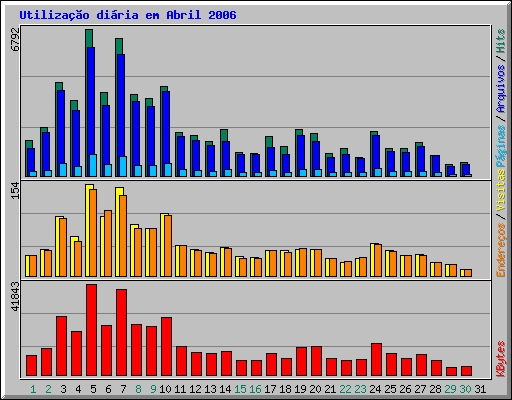 Utilização diária em Abril 2006
6792
164
41843
Endereços / Visitas Páginas / Arquivos / Hits
KBytes
1 2 3 4 5 6 7 8 9 10 11 12 13 14 15 16 17 18 19 20 21 22 23 24 25 26 27 28 29 30 31